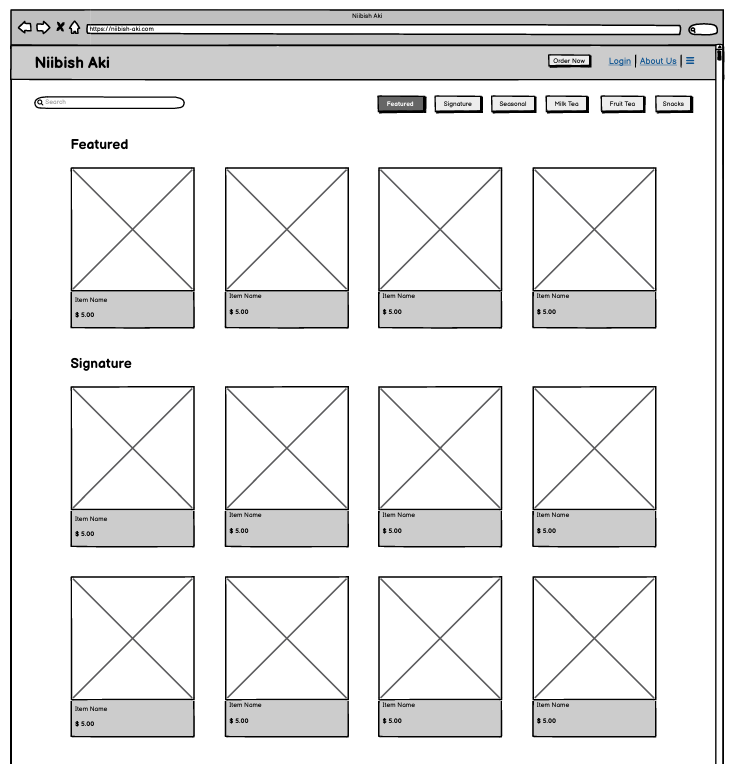 Niibish Aki
https://niibish-aki.com
Niibish Aki
Order Now
Login | About Us |
Search
Featured
Signature
Seasonal
Milk Tea
Fruit Tea
Snacks
Featured
Item Name
$ 5.00
Item Name
$ 5.00
Item Name
$ 5.00
Item Name
$ 5.00
Signature
Item Name
$ 5.00
Item Name
$ 5.00
Item Name
$ 5.00
Item Name
$ 5.00
Item Name
$ 5.00
Item Name
$ 5.00
Item Name
$ 5.00
Item Name
$ 5.00